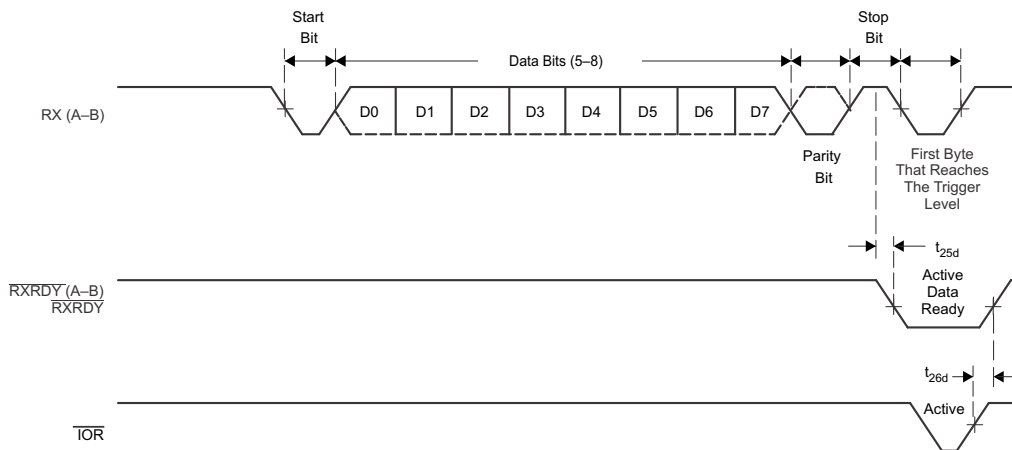 Start
Bit
Stop
Bit
Data Bits (5–8)
RX (A–B)
D0
D1
D2
D3
D4
D5
D6
D7
Parity
Bit
First Byte
That Reaches
The Trigger
Level
t25d
RXRDY (A–B)
RXRDY
Active
Data
Ready
t26d
Active
IOR